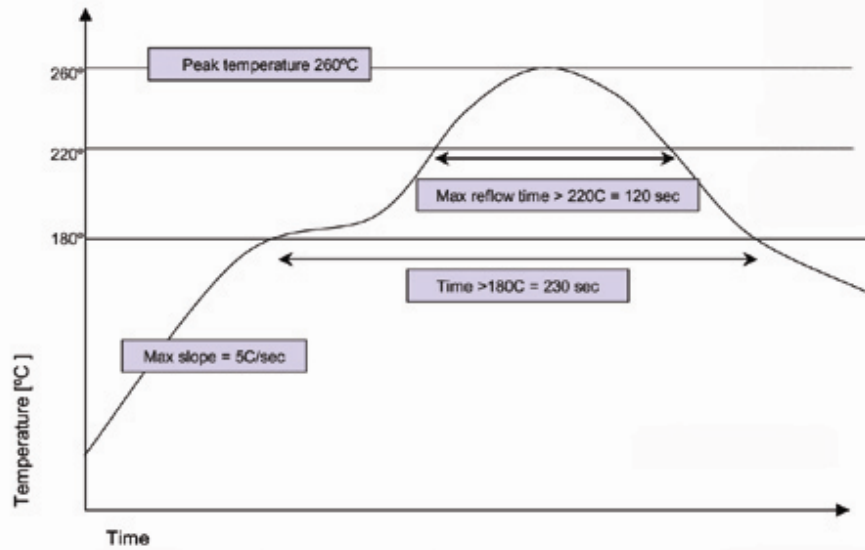 Peak temperature 260ºC
260º
220º
Max reflow time > 220C = 120 sec
180º
Time >180C = 230 sec
Max slope = 5C/sec
Temperature [ºC ]
Time